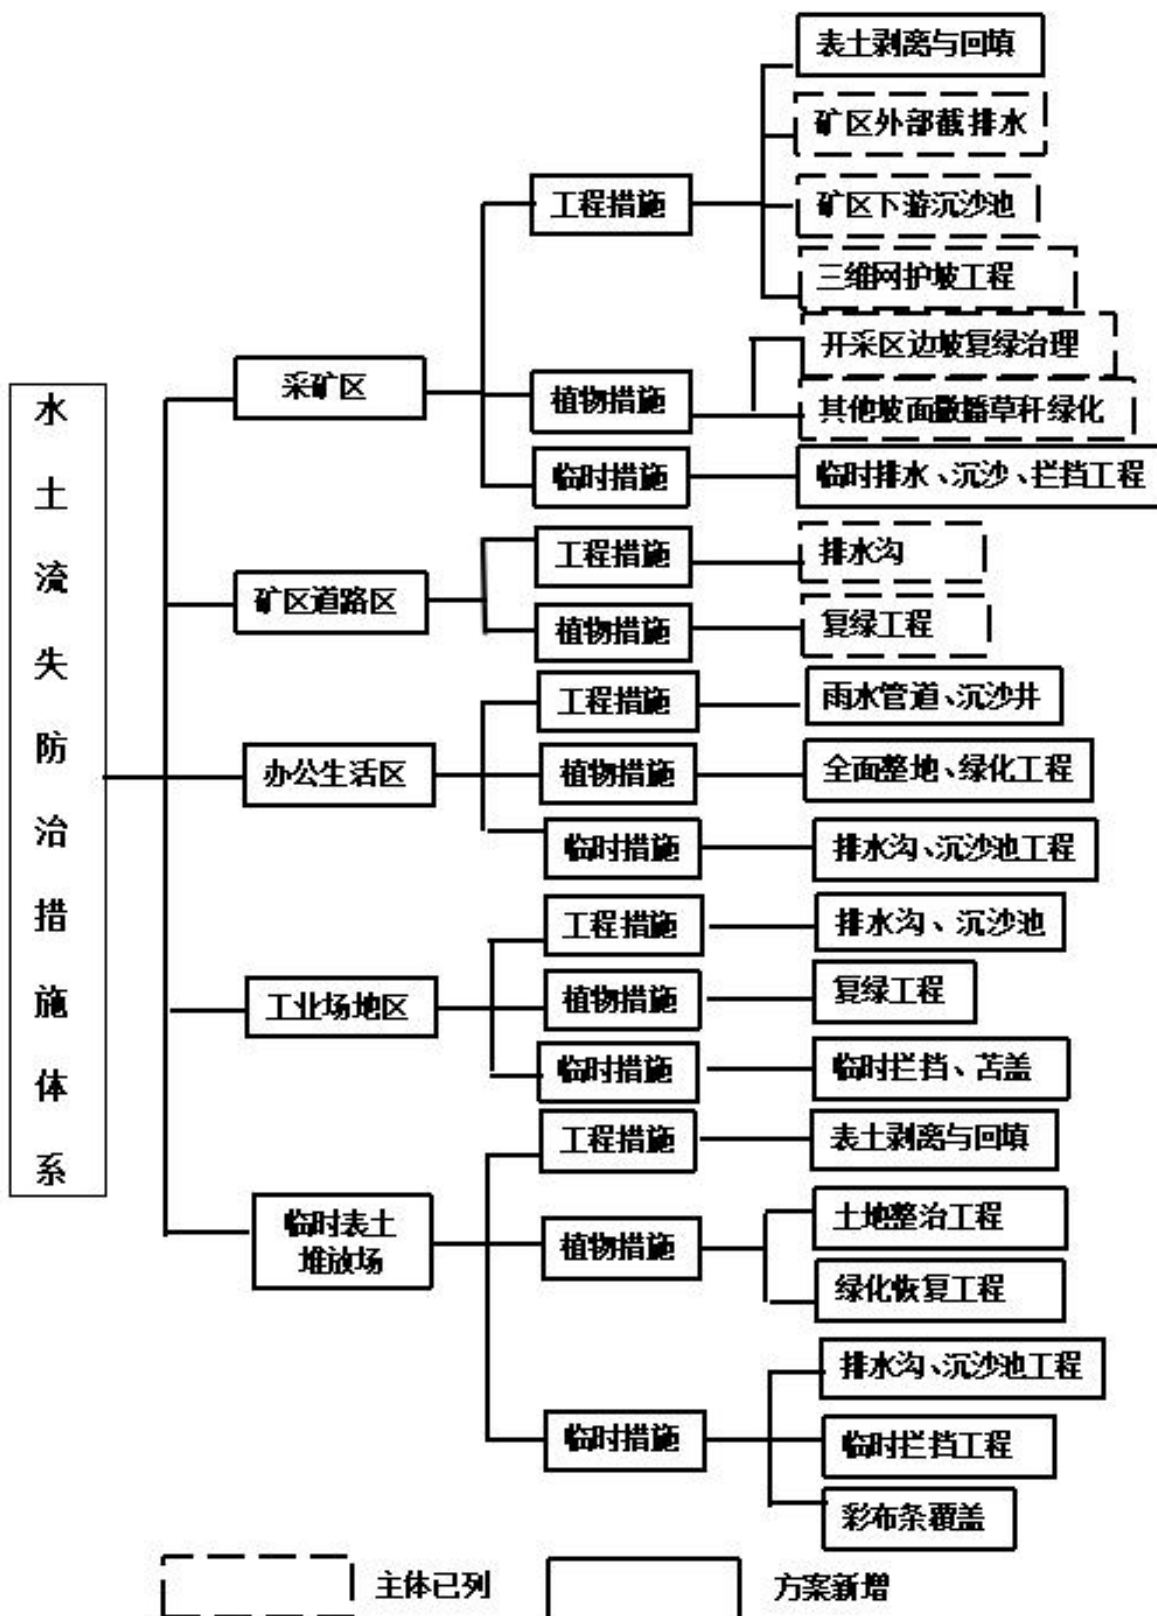 水土流失防治措施体系
采矿区
工程措施
表土剥离与回填
矿区外部截排水
矿区下游沉沙池
三维网护坡工程
植物措施
开采区边坡复绿治理
其他坡面撒播草秆绿化
临时措施
临时排水、沉沙、拦挡工程
矿区道路区
工程措施
排水沟
植物措施
复绿工程
办公生活区
工程措施
雨水管道、沉沙井
植物措施
全面整地、绿化工程
临时措施
排水沟、沉沙池工程
工业场地区
工程措施
排水沟、沉沙池
植物措施
复绿工程
临时措施
临时拦挡、苫盖
临时表土
堆放场
工程措施
表土剥离与回填
植物措施
土地整治工程
绿化恢复工程
临时措施
排水沟、沉沙池工程
临时拦挡工程
彩布条覆盖
主体已列
方案新增